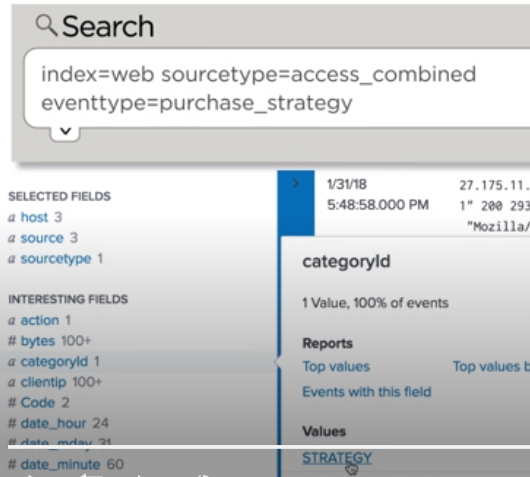 Search
index=web sourcetype=access_combined
eventtype=purchase_strategy
SELECTED FIELDS
a host 3
a source 3
a sourcetype 1
INTERESTING FIELDS
a action 1
# bytes 100+
a categoryId 1
a clientip 100+
# Code 2
# date_hour 24
# date_mday 31
# date_minute 60
1/31/18
5:48:58.000 PM
27.175.11.
1" 200 293
"Mozilla/
categoryId
1 Value, 100% of events
Reports
Top values
Top values b
Events with this field
Values
STRATEGY